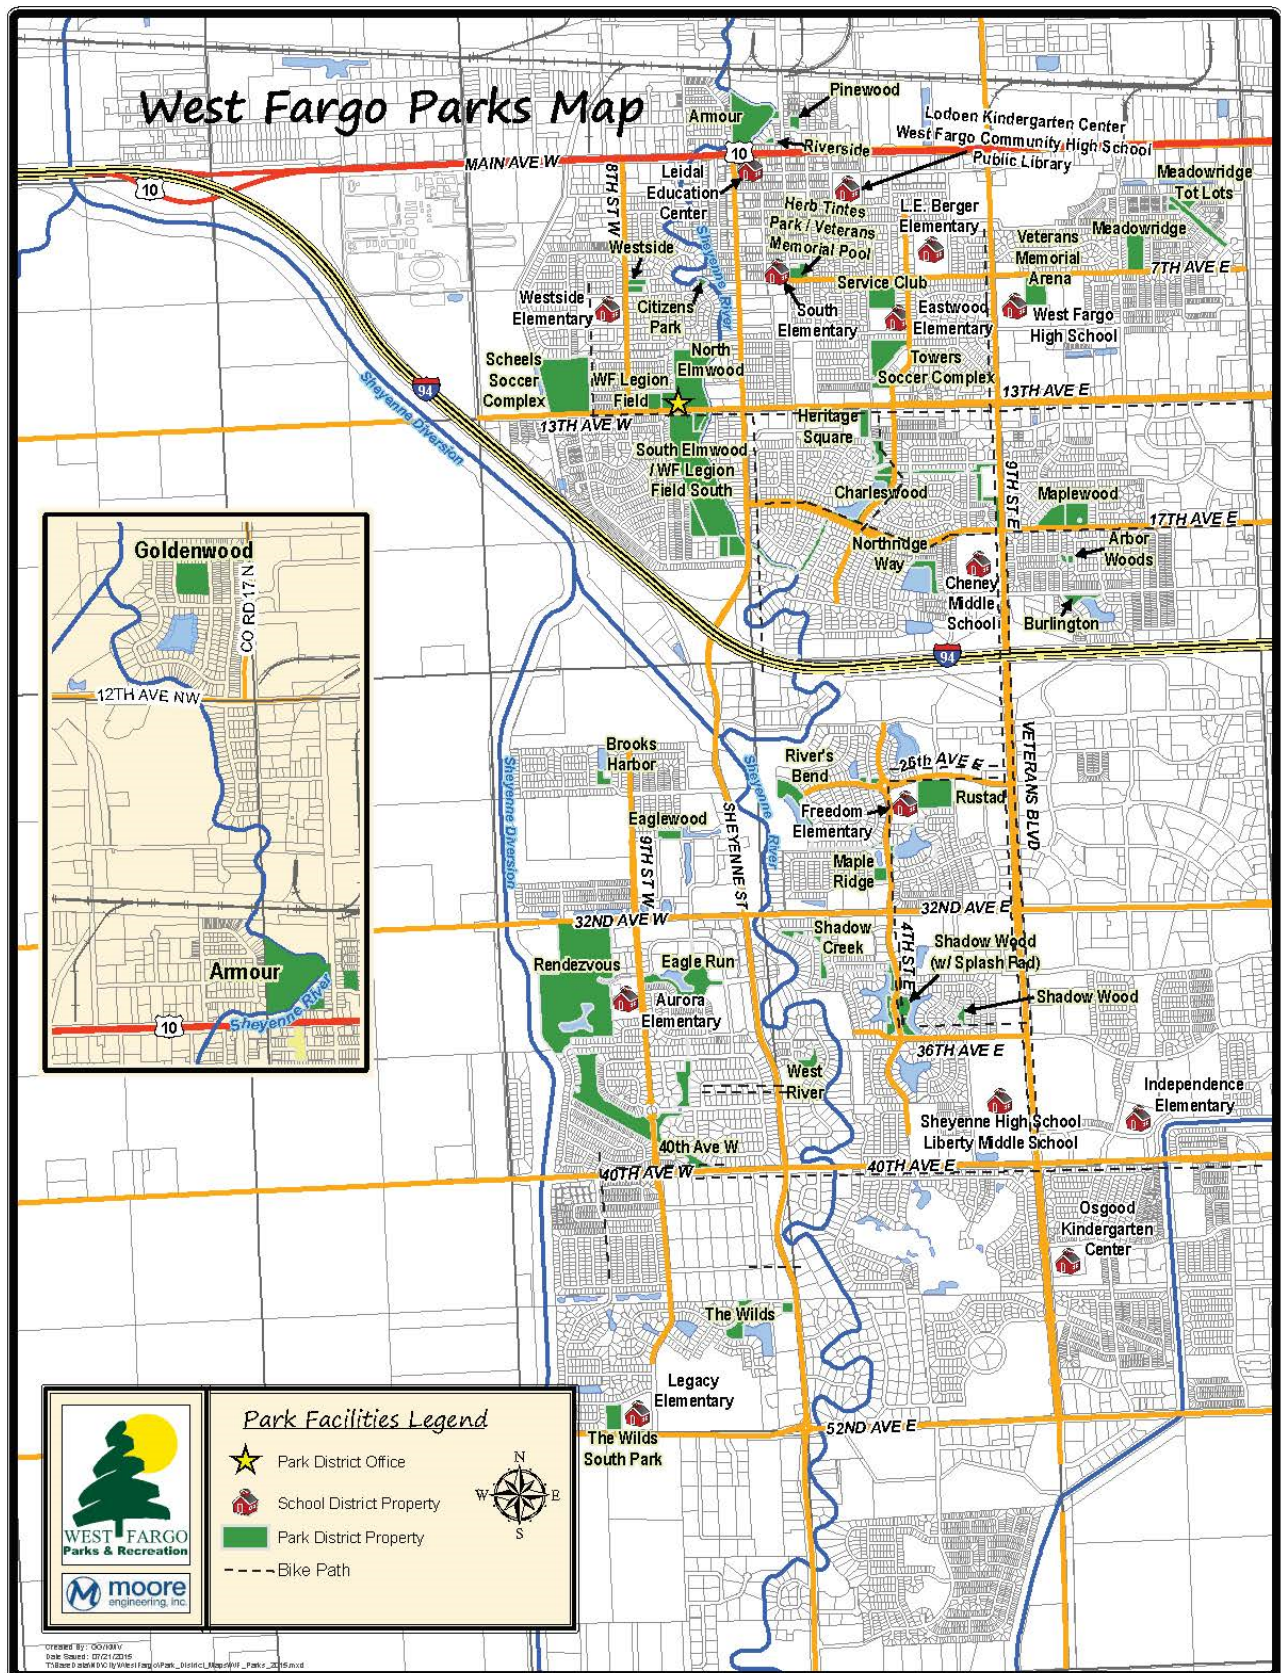 West Fargo Parks Map
Pinewood
Armour
Lodoen Kindergarten Center
West Fargo Community High School
Public Library
Riverside
10
MAIN AVE W
10
8TH ST W
Leidal
Education
Center
Meadowridge
Tot Lots
Herb Tintes
Park / Veterans
Memorial Pool
L.E. Berger
Elementary
Meadowridge
Veterans
Memorial
Arena
7TH AVE E
Westside
Sheyenne River
Service Club
Westside
Elementary
Citizens
Park
South
Elementary
Eastwood
Elementary
West Fargo
High School
Scheels
Soccer
Complex
North
Elmwood
WF Legion
Field
Towers
Soccer Complex
94
Sheyenne Diversion
13TH AVE E
13TH AVE W
Heritage
Square
South Elmwood
/ WF Legion
Field South
Charleswood
9TH ST E
Maplewood
17TH AVE E
Northridge
Way
Arbor
Woods
Cheney
Middle
School
Burlington
94
Goldenwood
CO RD 17 N
12TH AVE NW
Armour
10
Sheyenne River
Brooks
Harbor
River's
Bend
26th AVE E
VETERANS BLVD
Sheyenne Diversion
Sheyenne River
Rustad
Freedom
Elementary
Eaglewood
9TH ST W
SHEYENNE ST
Maple
Ridge
32ND AVE W
32ND AVE E
Shadow
Creek
4TH ST E
Shadow Wood
(w/ Splash Pad)
Rendezvous
Eagle Run
Aurora
Elementary
Shadow Wood
36TH AVE E
West
River
Independence
Elementary
Sheyenne High School
Liberty Middle School
40th Ave W
40TH AVE W
40TH AVE E
Osgood
Kindergarten
Center
The Wilds
Legacy
Elementary
52ND AVE E
The Wilds
South Park
Park Facilities Legend
Park District Office
School District Property
Park District Property
Bike Path
N
W
E
S
WEST FARGO
Parks & Recreation
moore
engineering, inc.
Date Saved: 07/21/2015